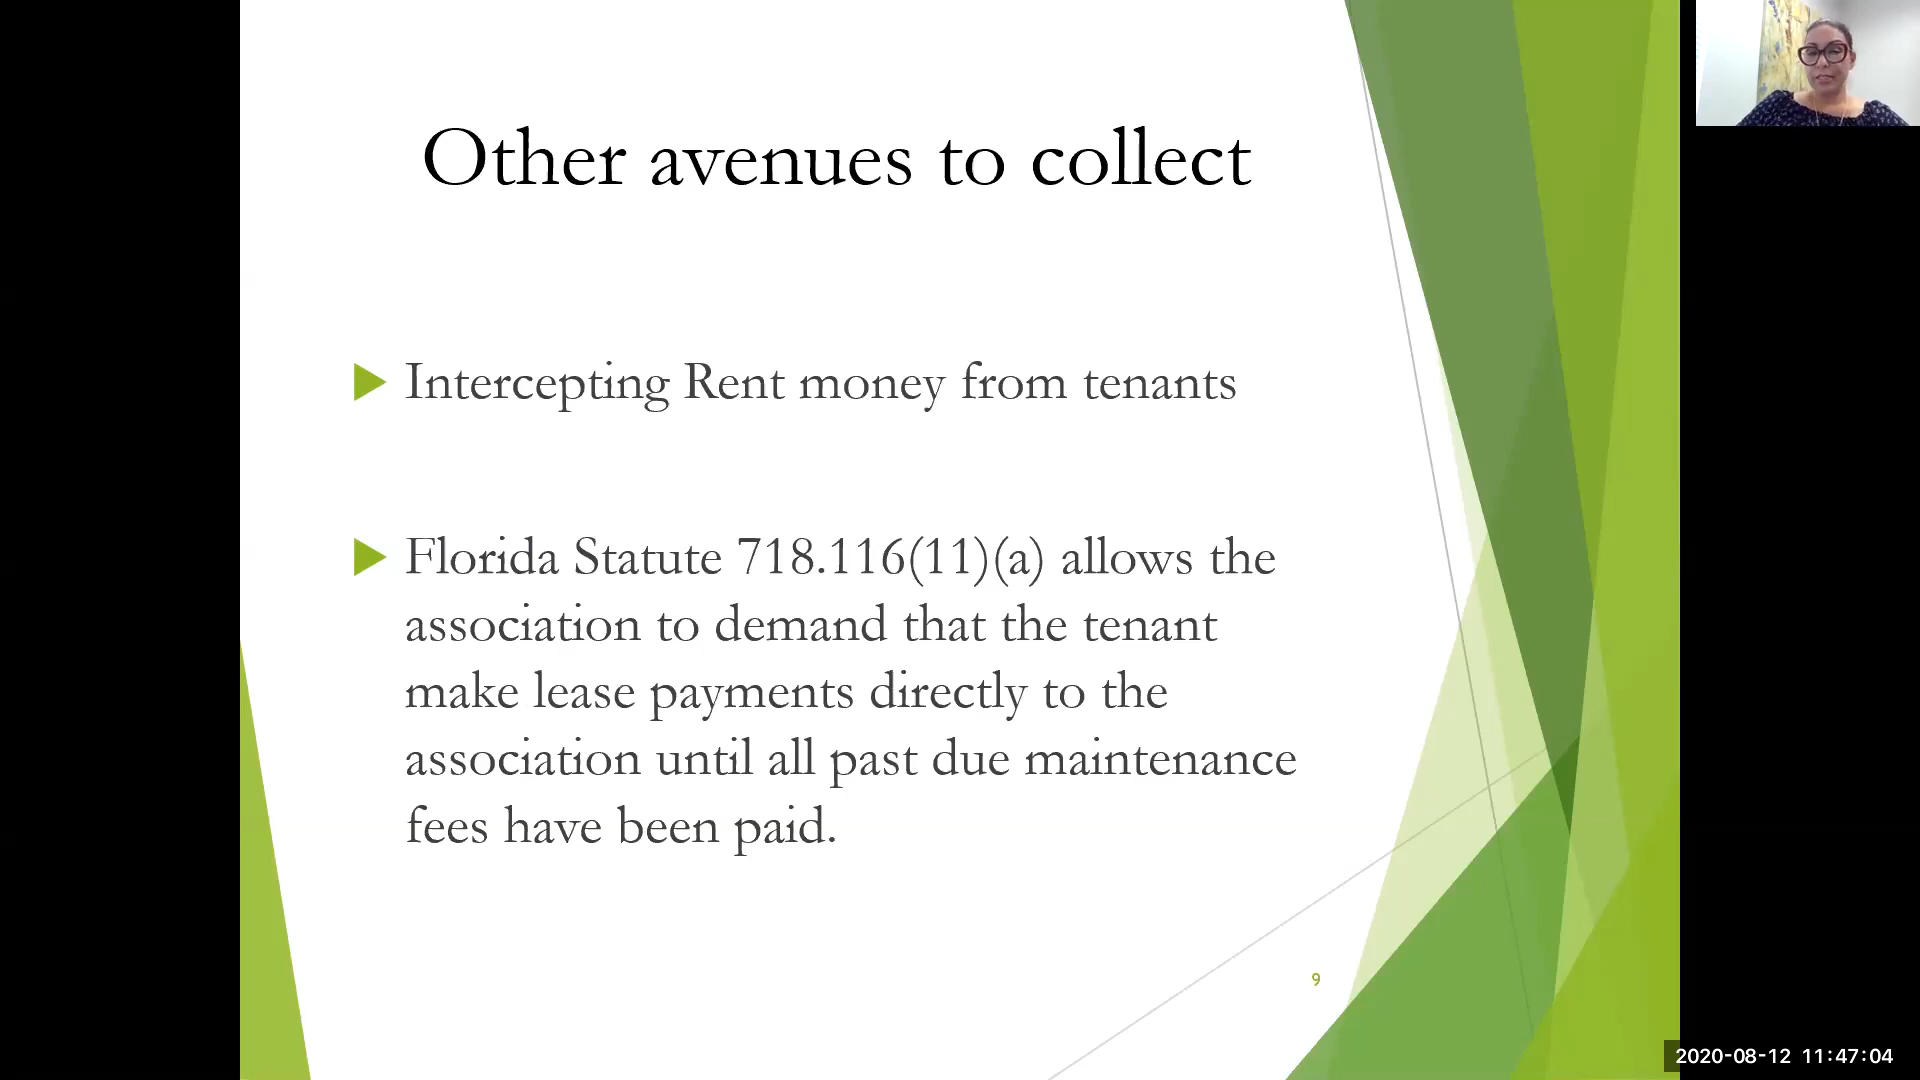 Other avenues to collect
Intercepting Rent money from tenants
Florida Statute 718.116(11)(a) allows the
association to demand that the tenant
make lease payments directly to the
association until all past due maintenance
fees have been paid.
9
2020-08-12 11:47:04